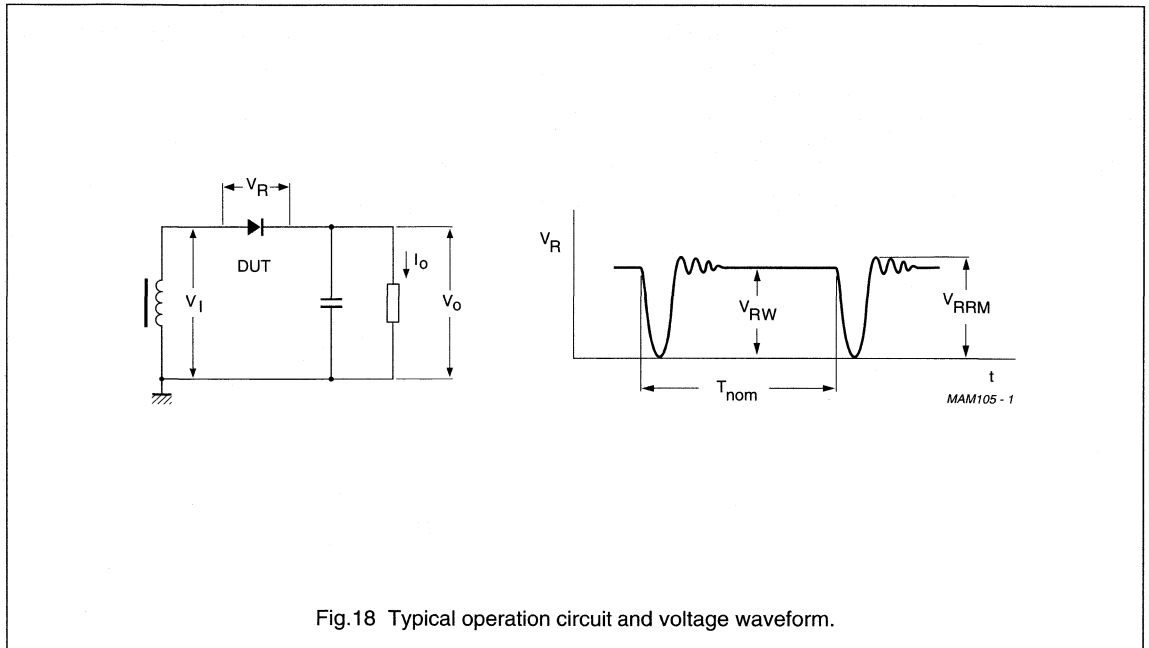 V_R
DUT
V_I
I_o
V_o
V_R
V_RW
V_RRM
T_nom
t
MAM105 - 1
Fig.18 Typical operation circuit and voltage waveform.